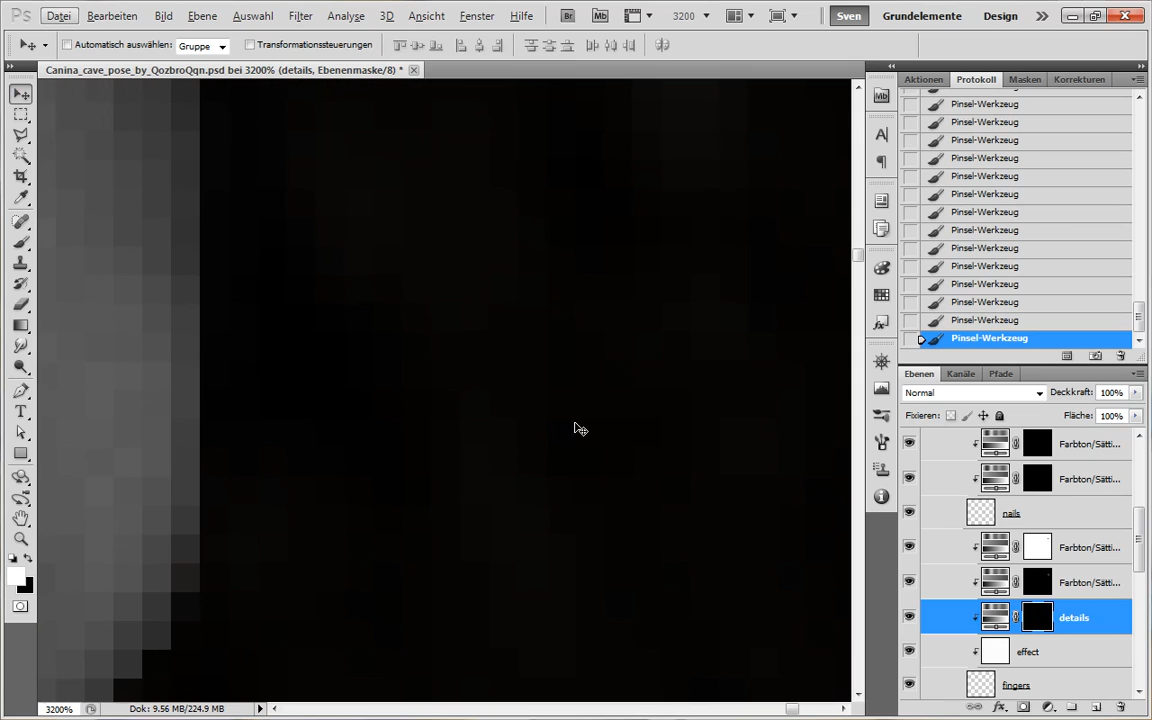 Ps Datei Bearbeiten Bild Ebene Auswahl Filter Analyse 3D Ansicht Fenster Hilfe Br Mb 3200 Sven Grundelemente Design
Automatisch auswählen: Gruppe Transformationssteuerungen
Canina_cave_pose_by_QozbroQqn.psd bei 3200% (details, Ebenenmaske/8) *
Aktionen Protokoll Masken Korrekturen
Pinsel-Werkzeug
Pinsel-Werkzeug
Pinsel-Werkzeug
Pinsel-Werkzeug
Pinsel-Werkzeug
Pinsel-Werkzeug
Pinsel-Werkzeug
Pinsel-Werkzeug
Pinsel-Werkzeug
Pinsel-Werkzeug
Pinsel-Werkzeug
Pinsel-Werkzeug
Pinsel-Werkzeug
Pinsel-Werkzeug
Ebenen Kanäle Pfade
Normal Deckkraft: 100%
Fixieren: Fläche: 100%
Farbton/Sätti...
Farbton/Sätti...
nails
Farbton/Sätti...
Farbton/Sätti...
details
effect
fingers
3200% Dok: 9.56 MB/224.9 MB